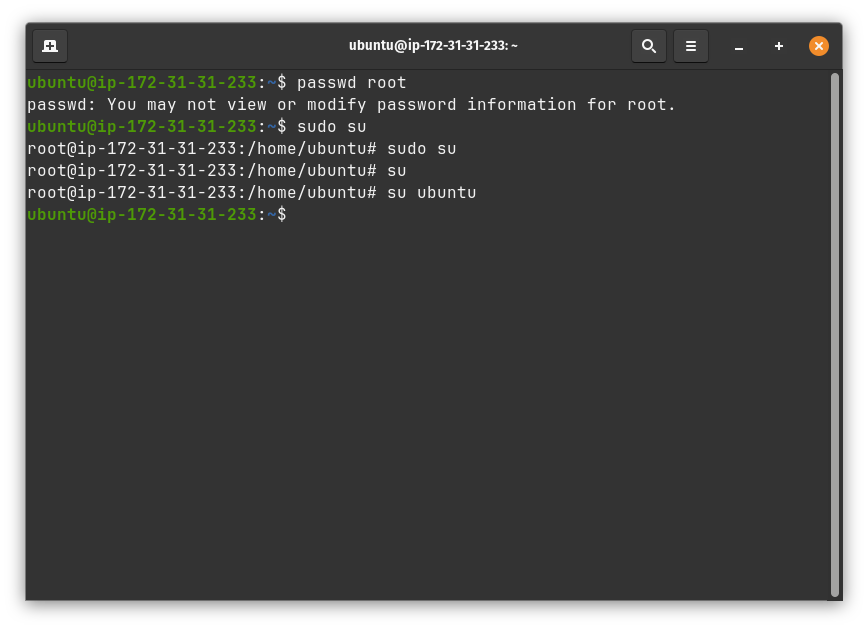 ubuntu@ip-172-31-31-233: ~
ubuntu@ip-172-31-31-233:~$ passwd root
passwd: You may not view or modify password information for root.
ubuntu@ip-172-31-31-233:~$ sudo su
root@ip-172-31-31-233:/home/ubuntu# sudo su
root@ip-172-31-31-233:/home/ubuntu# su
root@ip-172-31-31-233:/home/ubuntu# su ubuntu
ubuntu@ip-172-31-31-233:~$